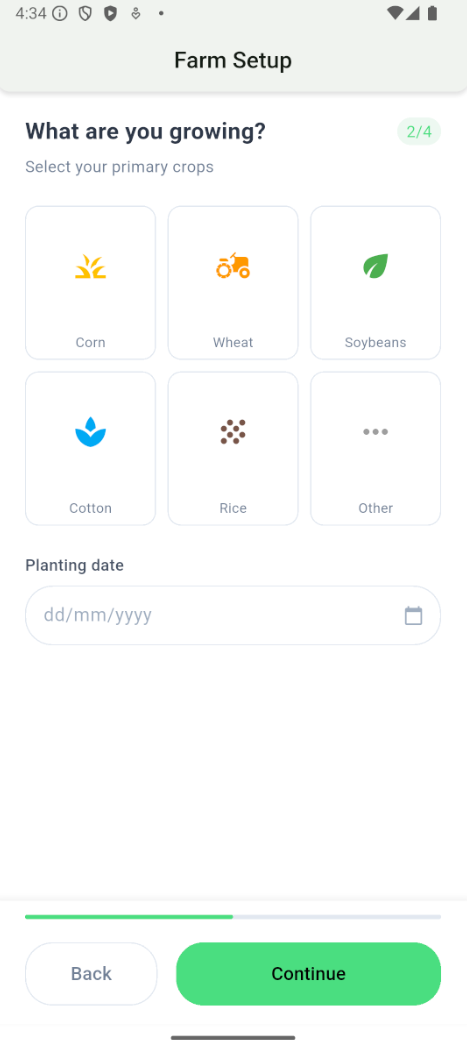 4:34
Farm Setup
What are you growing?
2/4
Select your primary crops
Corn
Wheat
Soybeans
Cotton
Rice
Other
Planting date
dd/mm/yyyy
Back
Continue